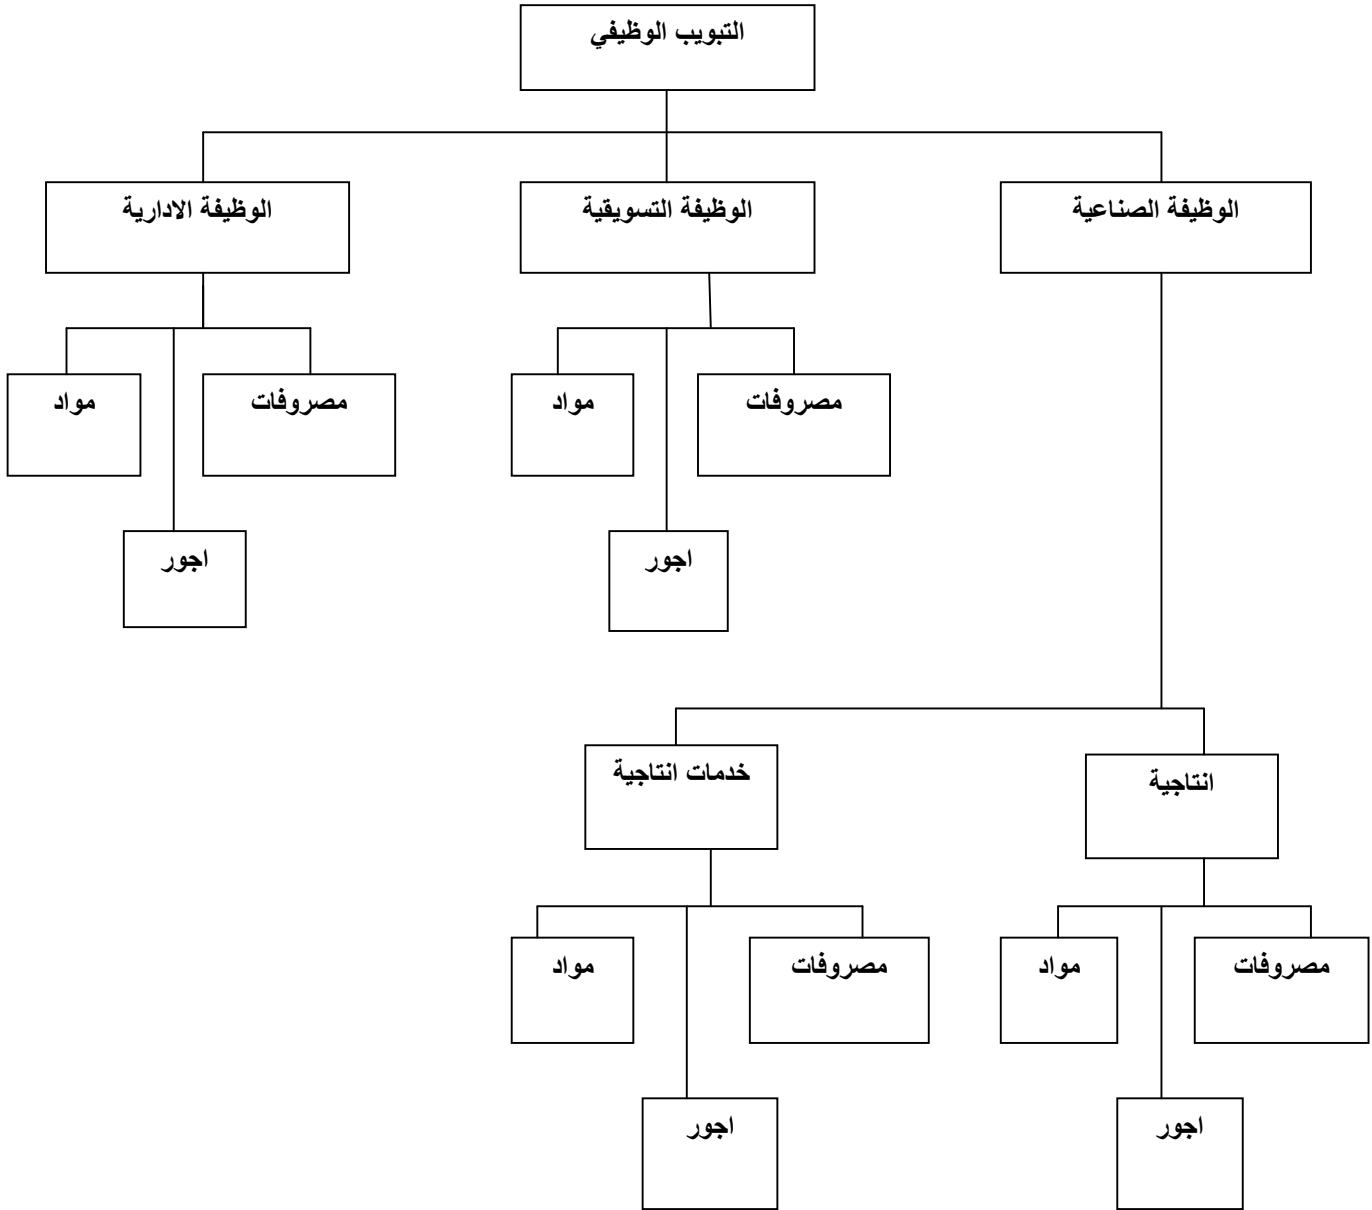 التبويب الوظيفي
الوظيفة الصناعية
الوظيفة التسويقية
الوظيفة الادارية
مصروفات
مواد
مصروفات
مواد
اجور
اجور
انتاجية
خدمات انتاجية
مصروفات
مواد
مصروفات
مواد
اجور
اجور